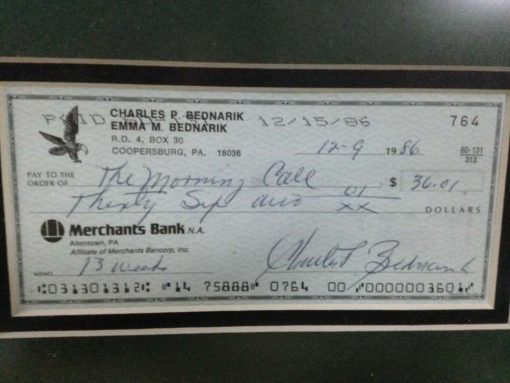 CHARLES P. BEDNARIK
EMMA M. BEDNARIK
R.D. 4, BOX 30
COOPERSBURG, PA. 18036
PAID 12/15/86
764
12-9 1986
60-131
313
PAY TO THE
ORDER OF The Morning Call $ 36.01
Thirty Six and 01/XX DOLLARS
Merchants Bank N.A.
Allentown, PA
Affiliate of Merchants Bancorp, Inc.
MEMO 13 weeks Charles P. Bednarik
⑆031301312⑆ ⑈14 75888⑈ 0764 00 ⑈0000003601⑈